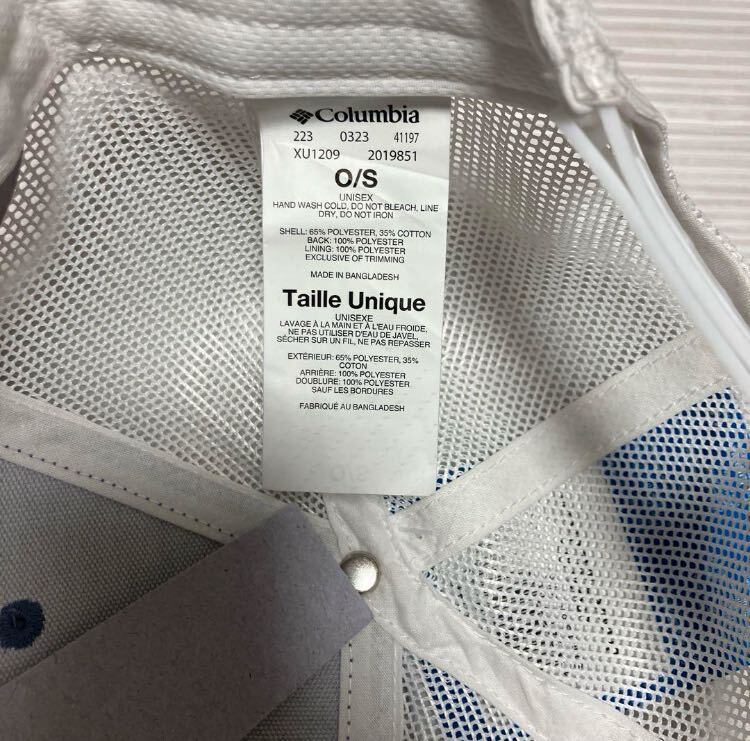 Columbia
223 0323 41197
XU1209 2019851
O/S
UNISEX
HAND WASH COLD, DO NOT BLEACH, LINE
DRY, DO NOT IRON
SHELL: 65% POLYESTER, 35% COTTON
BACK: 100% POLYESTER
LINING: 100% POLYESTER
EXCLUSIVE OF TRIMMING
MADE IN BANGLADESH
Taille Unique
UNISEXE
LAVAGE À LA MAIN ET À L'EAU FROIDE,
NE PAS UTILISER D'EAU DE JAVEL,
SÉCHER SUR UN FIL, NE PAS REPASSER
EXTÉRIEUR: 65% POLYESTER, 35%
COTON
ARRIÈRE: 100% POLYESTER
DOUBLURE: 100% POLYESTER
SAUF LES BORDURES
FABRIQUÉ AU BANGLADESH